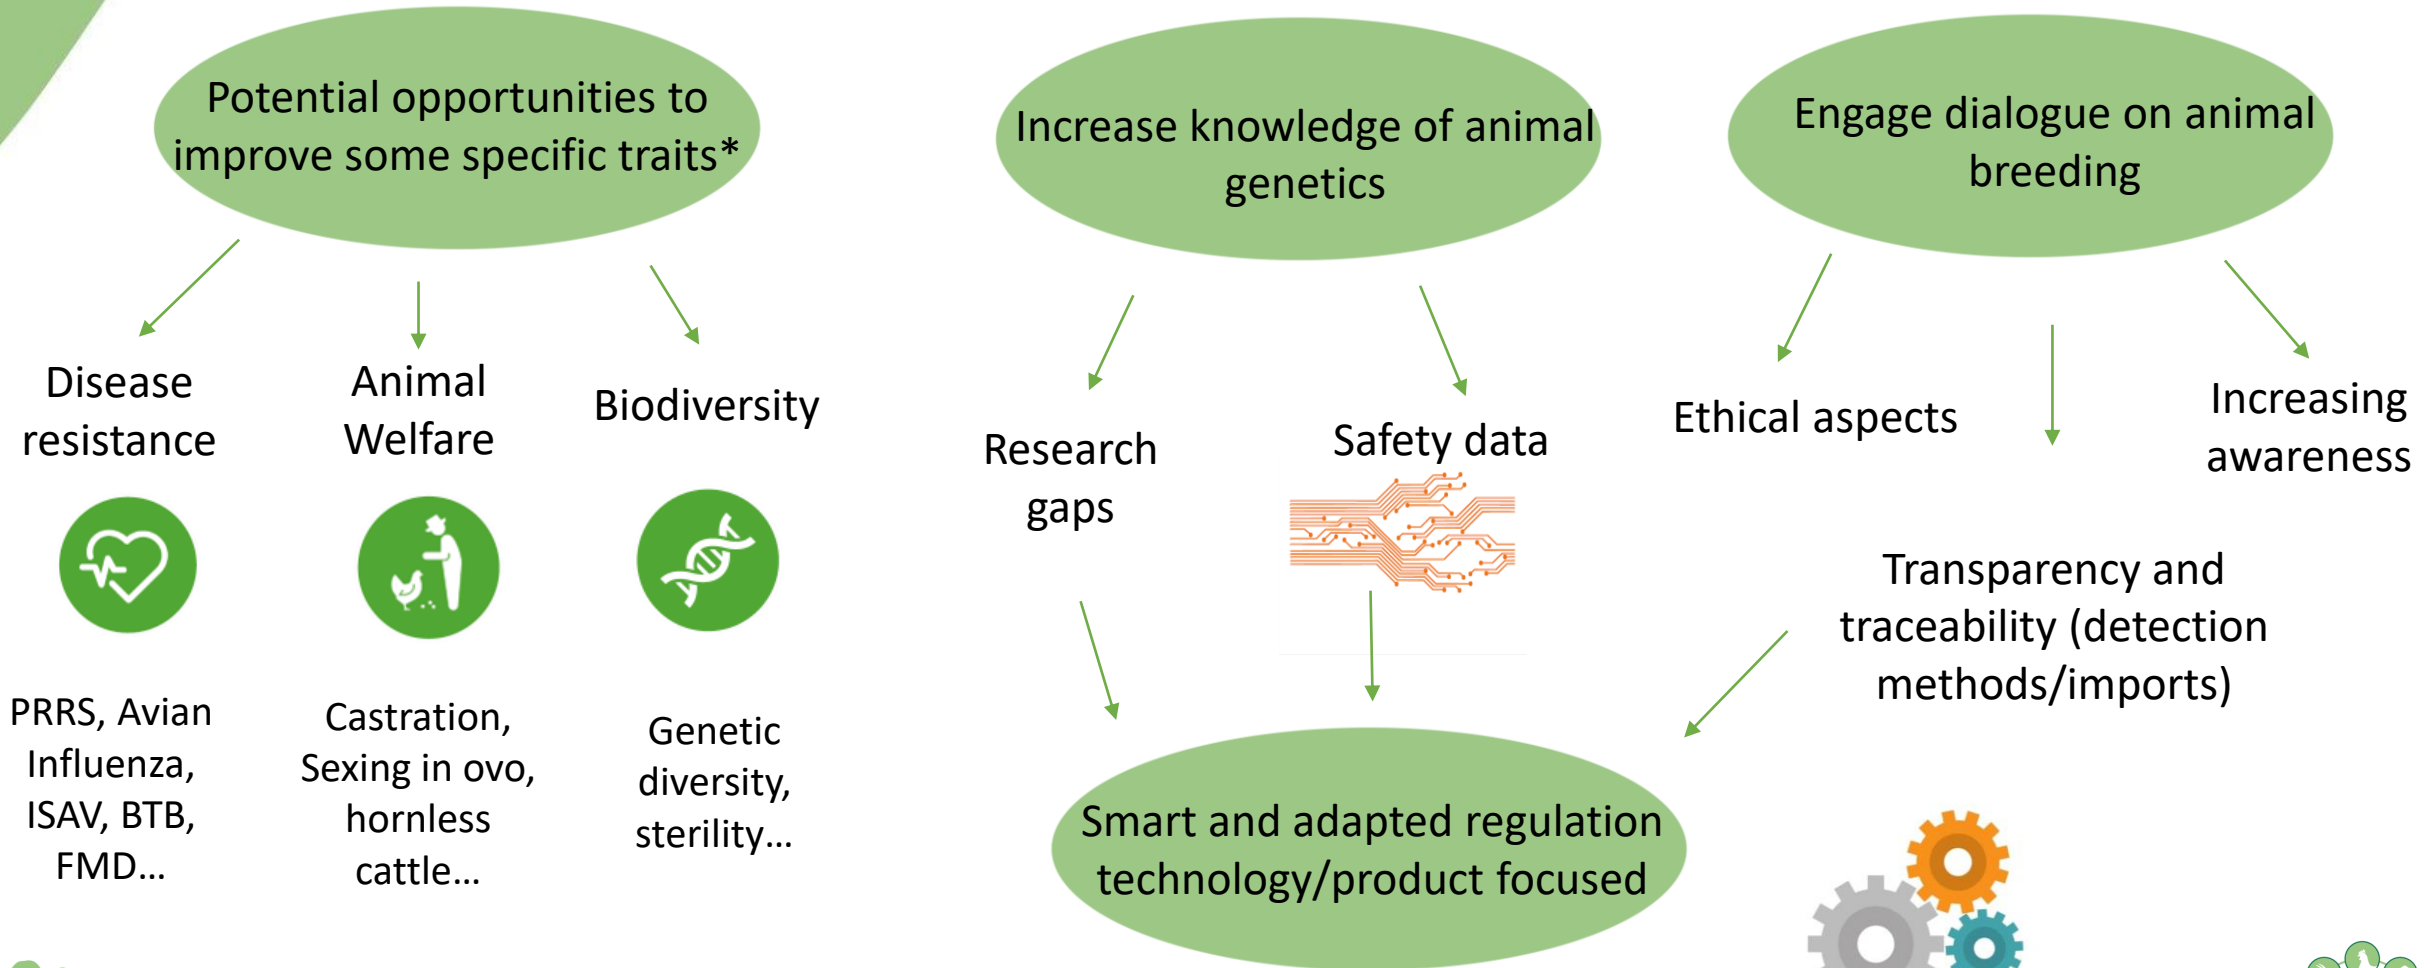 Potential opportunities to
improve some specific traits*
Increase knowledge of animal
genetics
Engage dialogue on animal
breeding
Disease
resistance
Animal
Welfare
Biodiversity
Research
gaps
Safety data
Ethical aspects
Increasing
awareness
Transparency and
traceability (detection
methods/imports)
PRRS, Avian
Influenza,
ISAV, BTB,
FMD...
Castration,
Sexing in ovo,
hornless
cattle...
Genetic
diversity,
sterility...
Smart and adapted regulation
technology/product focused